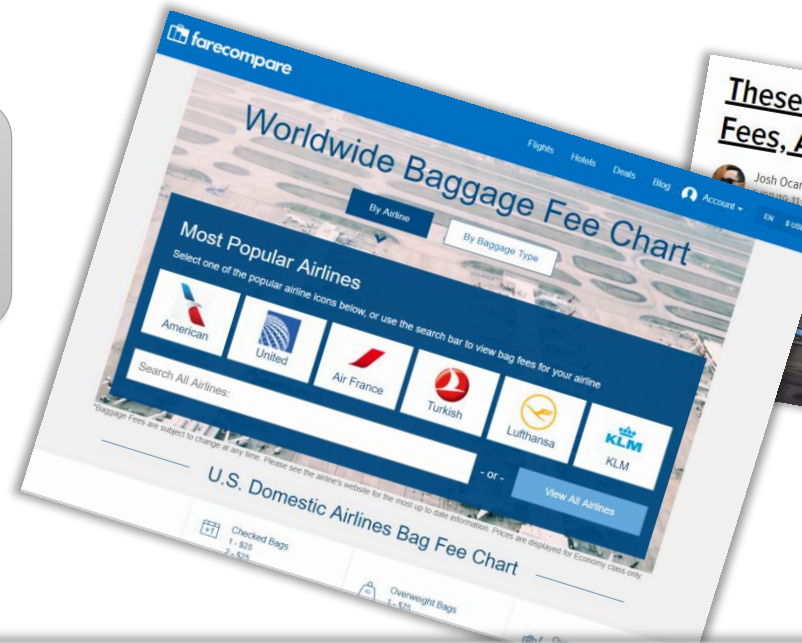 farecompare
Flights Hotels Deals Blog Account
EN
Worldwide Baggage Fee Chart
By Airline
By Baggage Type
Most Popular Airlines
Select one of the popular airline icons below, or use the search bar to view bag fees for your airline
American
United
Air France
Turkish
Lufthansa
KLM
KLM
Search All Airlines:
- or -
View All Airlines
*Baggage Fees are subject to change at any time. Please see the airline's website for the most up to date information. Prices are displayed for Economy class only.
U.S. Domestic Airlines Bag Fee Chart
Checked Bags
1 - $25
Overweight Bags
These
Fees,
Josh